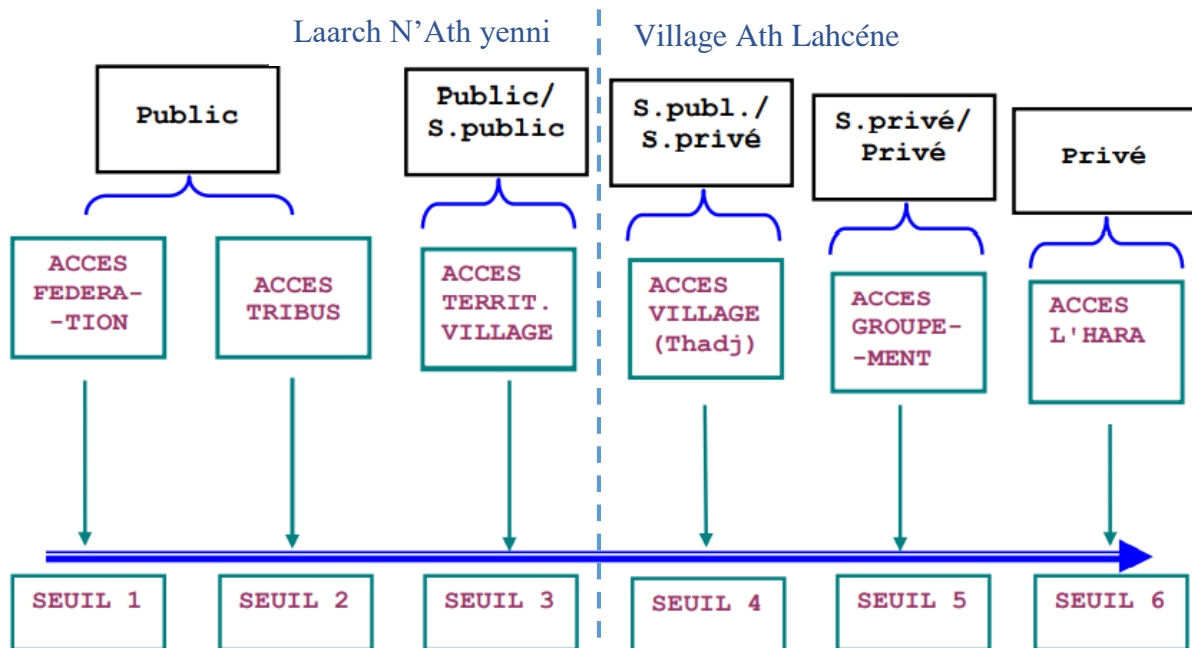 Laarch N'Ath yenni
Village Ath Lahcéne
Public
Public/
S.public
S.publ./
S.privé
S.privé/
Privé
Privé
ACCES
FEDERA-
-TION
ACCES
TRIBUS
ACCES
TERRIT.
VILLAGE
ACCES
VILLAGE
(Thadj)
ACCES
GROUPE-
-MENT
ACCES
L'HARA
SEUIL 1
SEUIL 2
SEUIL 3
SEUIL 4
SEUIL 5
SEUIL 6